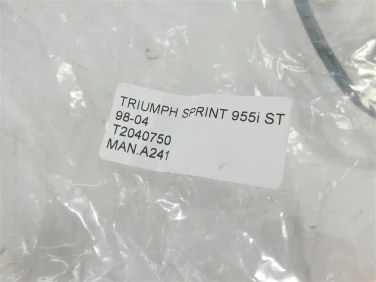 TRIUMPH SPRINT 955i ST
98-04
T2040750
MAN.A241